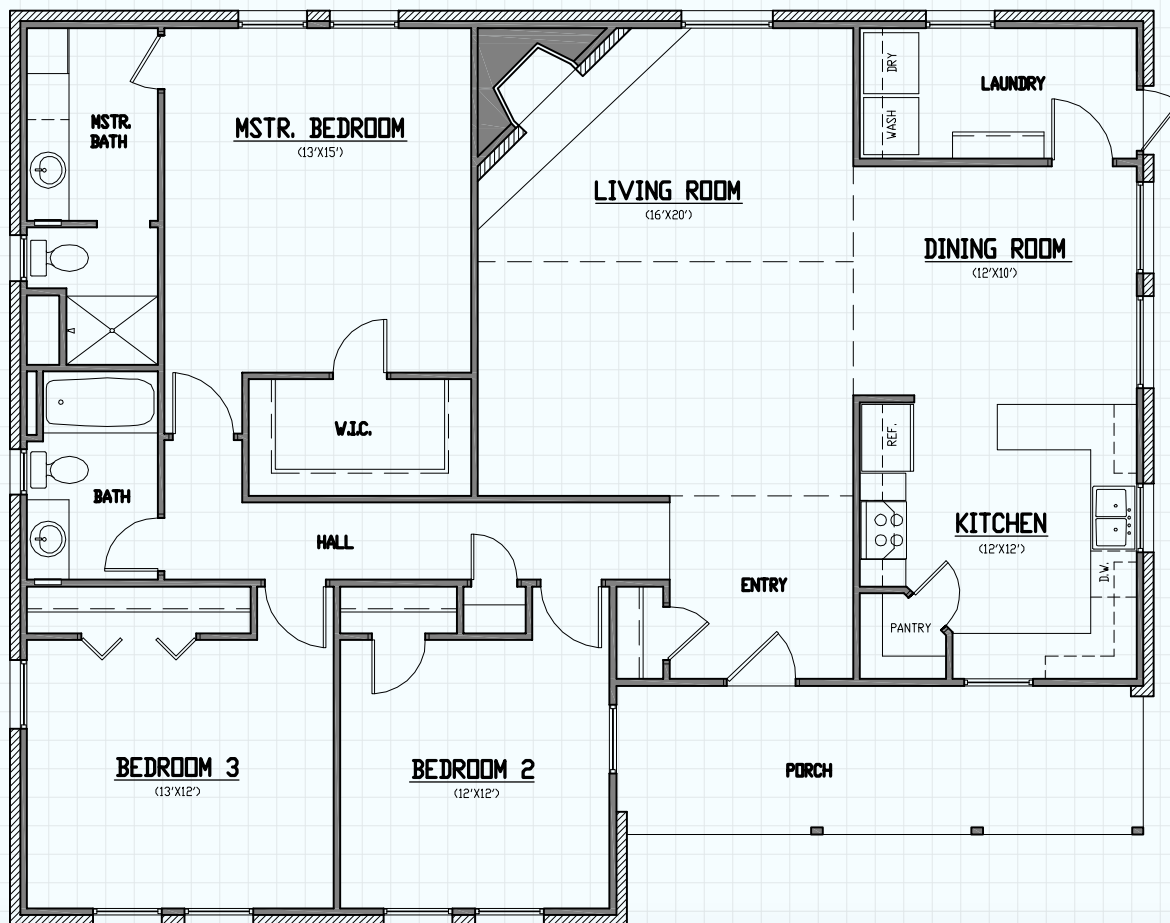 DRY
LAUNDRY
MSTR.
BATH
MSTR. BEDROOM
(13'X15')
WASH
LIVING ROOM
(16'X20')
DINING ROOM
(12'X10')
W.I.C.
REF.
BATH
KITCHEN
(12'X12')
HALL
D.W.
ENTRY
PANTRY
BEDROOM 3
(13'X12')
BEDROOM 2
(12'X12')
PORCH